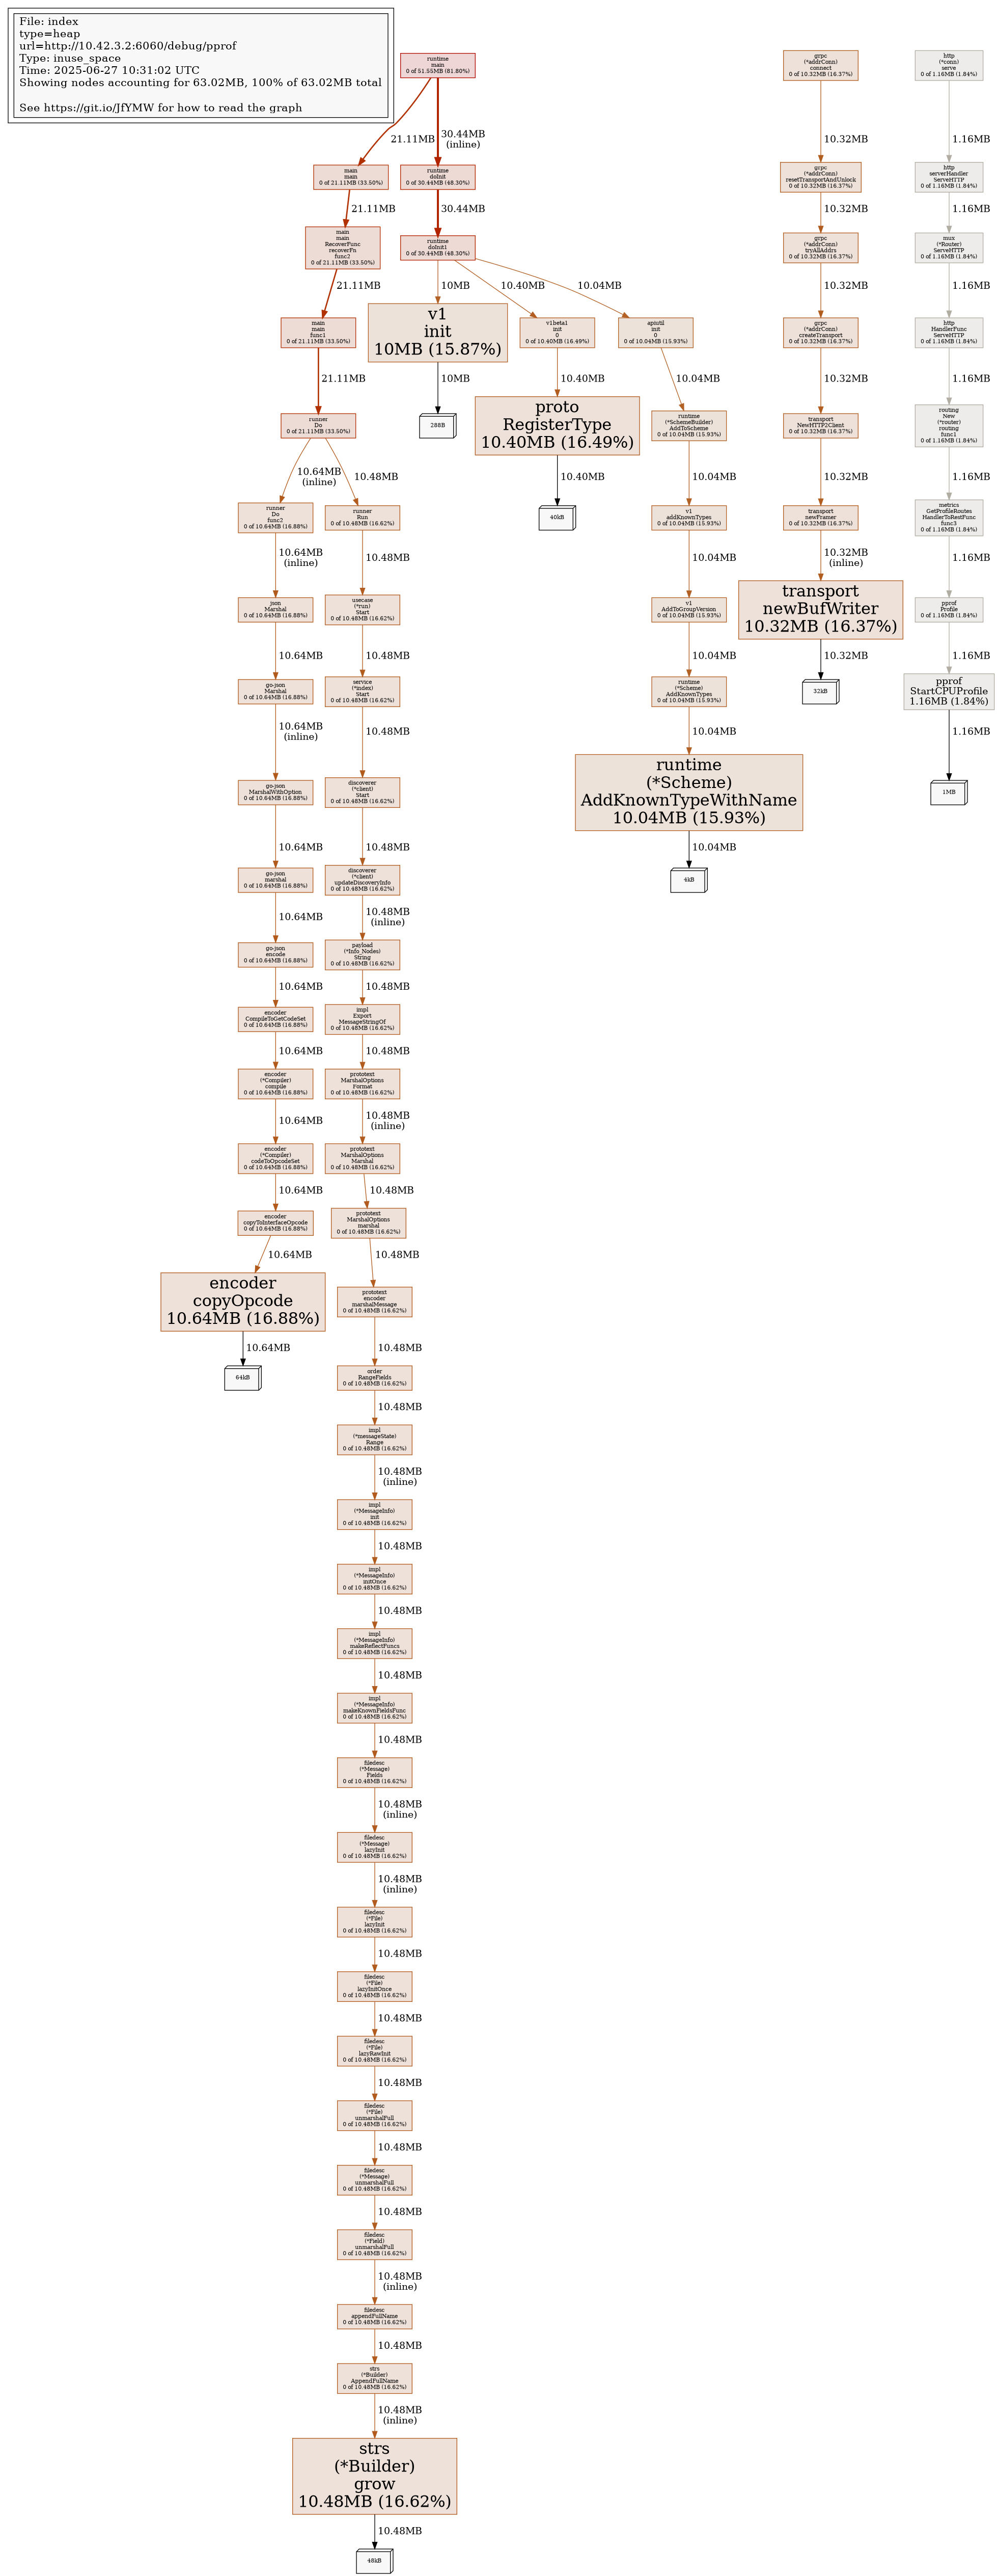 File: index
type=heap
url=http://10.42.3.2:6060/debug/pprof
Type: inuse_space
Time: 2025-06-27 10:31:02 UTC
Showing nodes accounting for 63.02MB, 100% of 63.02MB total
See https://git.io/JfYMW for how to read the graph
runtime
main
0 of 51.55MB (81.80%)
21.11MB
30.44MB
(inline)
main
main
0 of 21.11MB (33.50%)
21.11MB
main
main
RecoverFunc
recoverFn
func2
0 of 21.11MB (33.50%)
21.11MB
main
main
func1
0 of 21.11MB (33.50%)
21.11MB
runner
Do
0 of 21.11MB (33.50%)
10.64MB
(inline)
10.48MB
runner
Do
func2
0 of 10.64MB (16.88%)
10.64MB
(inline)
json
Marshal
0 of 10.64MB (16.88%)
10.64MB
go-json
Marshal
0 of 10.64MB (16.88%)
10.64MB
(inline)
go-json
MarshalWithOption
0 of 10.64MB (16.88%)
10.64MB
go-json
marshal
0 of 10.64MB (16.88%)
10.64MB
go-json
encode
0 of 10.64MB (16.88%)
10.64MB
encoder
CompileToGetCodeSet
0 of 10.64MB (16.88%)
10.64MB
encoder
(*Compiler)
compile
0 of 10.64MB (16.88%)
10.64MB
encoder
(*Compiler)
codeToOpcodeSet
0 of 10.64MB (16.88%)
10.64MB
encoder
copyToInterfaceOpcode
0 of 10.64MB (16.88%)
10.64MB
encoder
copyOpcode
10.64MB (16.88%)
10.64MB
64kB
runner
Run
0 of 10.48MB (16.62%)
10.48MB
usecase
(*run)
Start
0 of 10.48MB (16.62%)
10.48MB
service
(*index)
Start
0 of 10.48MB (16.62%)
10.48MB
discoverer
(*client)
Start
0 of 10.48MB (16.62%)
10.48MB
discoverer
(*client)
updateDiscoveryInfo
0 of 10.48MB (16.62%)
10.48MB
(inline)
payload
(*Info_Nodes)
String
0 of 10.48MB (16.62%)
10.48MB
impl
Export
MessageStringOf
0 of 10.48MB (16.62%)
10.48MB
prototext
MarshalOptions
Format
0 of 10.48MB (16.62%)
10.48MB
(inline)
prototext
MarshalOptions
Marshal
0 of 10.48MB (16.62%)
10.48MB
prototext
MarshalOptions
marshal
0 of 10.48MB (16.62%)
10.48MB
prototext
encoder
marshalMessage
0 of 10.48MB (16.62%)
10.48MB
order
RangeFields
0 of 10.48MB (16.62%)
10.48MB
impl
(*messageState)
Range
0 of 10.48MB (16.62%)
10.48MB
(inline)
impl
(*MessageInfo)
init
0 of 10.48MB (16.62%)
10.48MB
impl
(*MessageInfo)
initOnce
0 of 10.48MB (16.62%)
10.48MB
impl
(*MessageInfo)
makeReflectFuncs
0 of 10.48MB (16.62%)
10.48MB
impl
(*MessageInfo)
makeKnownFieldsFunc
0 of 10.48MB (16.62%)
10.48MB
filedesc
(*Message)
Fields
0 of 10.48MB (16.62%)
10.48MB
(inline)
filedesc
(*Message)
lazyInit
0 of 10.48MB (16.62%)
10.48MB
(inline)
filedesc
(*File)
lazyInit
0 of 10.48MB (16.62%)
10.48MB
filedesc
(*File)
lazyInitOnce
0 of 10.48MB (16.62%)
10.48MB
filedesc
(*File)
lazyRawInit
0 of 10.48MB (16.62%)
10.48MB
filedesc
(*File)
unmarshalFull
0 of 10.48MB (16.62%)
10.48MB
filedesc
(*Message)
unmarshalFull
0 of 10.48MB (16.62%)
10.48MB
filedesc
(*Field)
unmarshalFull
0 of 10.48MB (16.62%)
10.48MB
(inline)
filedesc
appendFullName
0 of 10.48MB (16.62%)
10.48MB
strs
(*Builder)
AppendFullName
0 of 10.48MB (16.62%)
10.48MB
(inline)
strs
(*Builder)
grow
10.48MB (16.62%)
10.48MB
48kB
runtime
doInit
0 of 30.44MB (48.30%)
30.44MB
runtime
doInit1
0 of 30.44MB (48.30%)
10MB
10.40MB
10.04MB
v1
init
10MB (15.87%)
10MB
288B
v1beta1
init
0
0 of 10.40MB (16.49%)
10.40MB
proto
RegisterType
10.40MB (16.49%)
10.40MB
40kB
apiutil
init
0
0 of 10.04MB (15.93%)
10.04MB
runtime
(*SchemeBuilder)
AddToScheme
0 of 10.04MB (15.93%)
10.04MB
v1
addKnownTypes
0 of 10.04MB (15.93%)
10.04MB
v1
AddToGroupVersion
0 of 10.04MB (15.93%)
10.04MB
runtime
(*Scheme)
AddKnownTypes
0 of 10.04MB (15.93%)
10.04MB
runtime
(*Scheme)
AddKnownTypeWithName
10.04MB (15.93%)
10.04MB
4kB
grpc
(*addrConn)
connect
0 of 10.32MB (16.37%)
10.32MB
grpc
(*addrConn)
resetTransportAndUnlock
0 of 10.32MB (16.37%)
10.32MB
grpc
(*addrConn)
tryAllAddrs
0 of 10.32MB (16.37%)
10.32MB
grpc
(*addrConn)
createTransport
0 of 10.32MB (16.37%)
10.32MB
transport
NewHTTP2Client
0 of 10.32MB (16.37%)
10.32MB
transport
newFramer
0 of 10.32MB (16.37%)
10.32MB
(inline)
transport
newBufWriter
10.32MB (16.37%)
10.32MB
32kB
http
(*conn)
serve
0 of 1.16MB (1.84%)
1.16MB
http
serverHandler
ServeHTTP
0 of 1.16MB (1.84%)
1.16MB
mux
(*Router)
ServeHTTP
0 of 1.16MB (1.84%)
1.16MB
http
HandlerFunc
ServeHTTP
0 of 1.16MB (1.84%)
1.16MB
routing
New
(*router)
routing
func1
0 of 1.16MB (1.84%)
1.16MB
metrics
GetProfileRoutes
HandlerToRestFunc
func3
0 of 1.16MB (1.84%)
1.16MB
pprof
Profile
0 of 1.16MB (1.84%)
1.16MB
pprof
StartCPUProfile
1.16MB (1.84%)
1.16MB
1MB